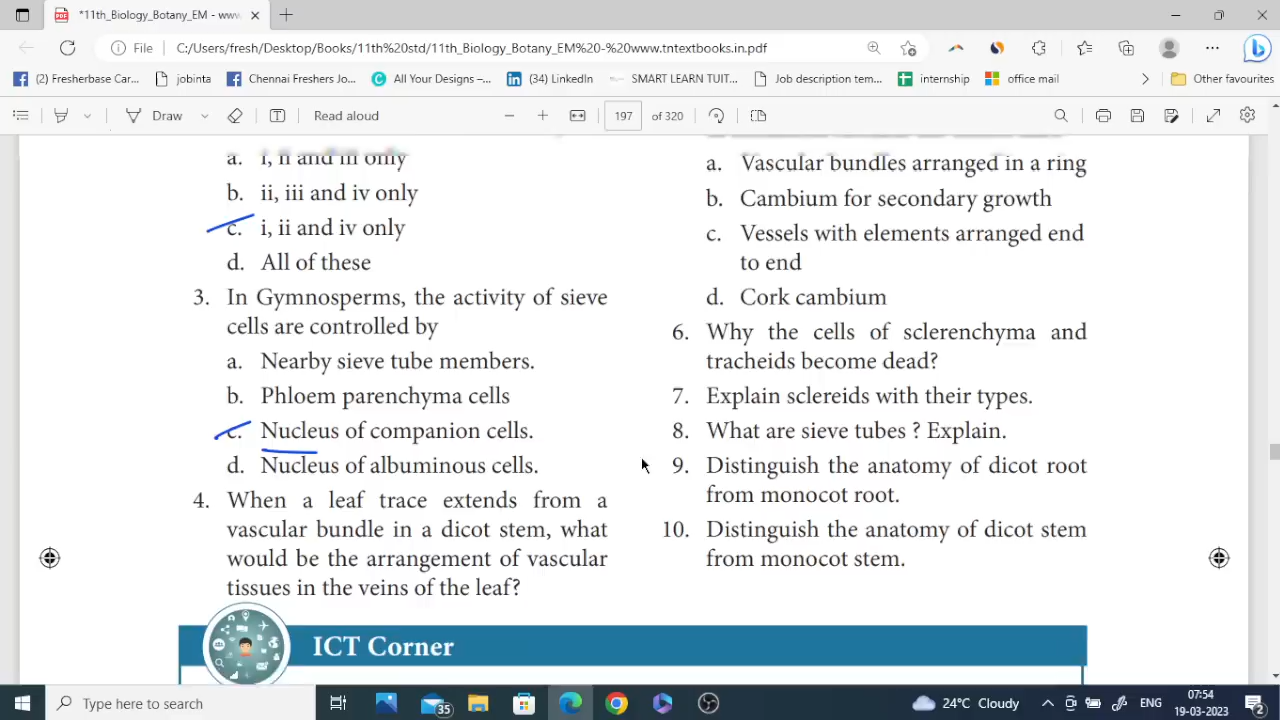 *11th_Biology_Botany_EM - www
File
C:/Users/fresh/Desktop/Books/11th%20std/11th_Biology_Botany_EM%20-%20www.tntextbooks.in.pdf
(2) Fresherbase Car...
jobinta
Chennai Freshers Jo...
All Your Designs –...
(34) LinkedIn
SMART LEARN TUIT...
Job description tem...
internship
office mail
Other favourites
Draw
Read aloud
197 of 320
a. i, ii and iii only
b. ii, iii and iv only
c. i, ii and iv only
d. All of these
3. In Gymnosperms, the activity of sieve
cells are controlled by
a. Nearby sieve tube members.
b. Phloem parenchyma cells
c. Nucleus of companion cells.
d. Nucleus of albuminous cells.
4. When a leaf trace extends from a
vascular bundle in a dicot stem, what
would be the arrangement of vascular
tissues in the veins of the leaf?
a. Vascular bundles arranged in a ring
b. Cambium for secondary growth
c. Vessels with elements arranged end
to end
d. Cork cambium
6. Why the cells of sclerenchyma and
tracheids become dead?
7. Explain sclereids with their types.
8. What are sieve tubes ? Explain.
9. Distinguish the anatomy of dicot root
from monocot root.
10. Distinguish the anatomy of dicot stem
from monocot stem.
ICT Corner
Type here to search
35
24°C Cloudy
ENG
07:54
19-03-2023
2